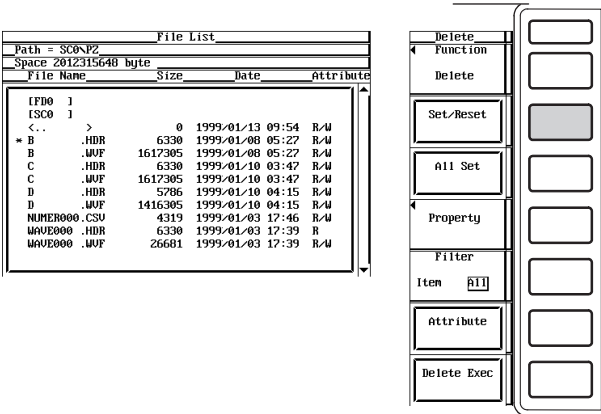 File List
Path = SC0\PZ
Space 2012315648 byte
File Name Size Date Attribute
[FD0 ]
[SC0 ]
<.. > 0 1999/01/13 09:54 R/W
* B .HDR 6330 1999/01/08 05:27 R/W
B .WVF 1617305 1999/01/08 05:27 R/W
C .HDR 6330 1999/01/10 03:47 R/W
C .WVF 1617305 1999/01/10 03:47 R/W
D .HDR 5786 1999/01/10 04:15 R/W
D .WVF 1416305 1999/01/10 04:15 R/W
NUMER000.CSV 4319 1999/01/03 17:46 R/W
WAVE000 .HDR 6330 1999/01/03 17:39 R
WAVE000 .WVF 26681 1999/01/03 17:39 R/W
Delete
Function
Delete
Set/Reset
All Set
Property
Filter
Item All
Attribute
Delete Exec